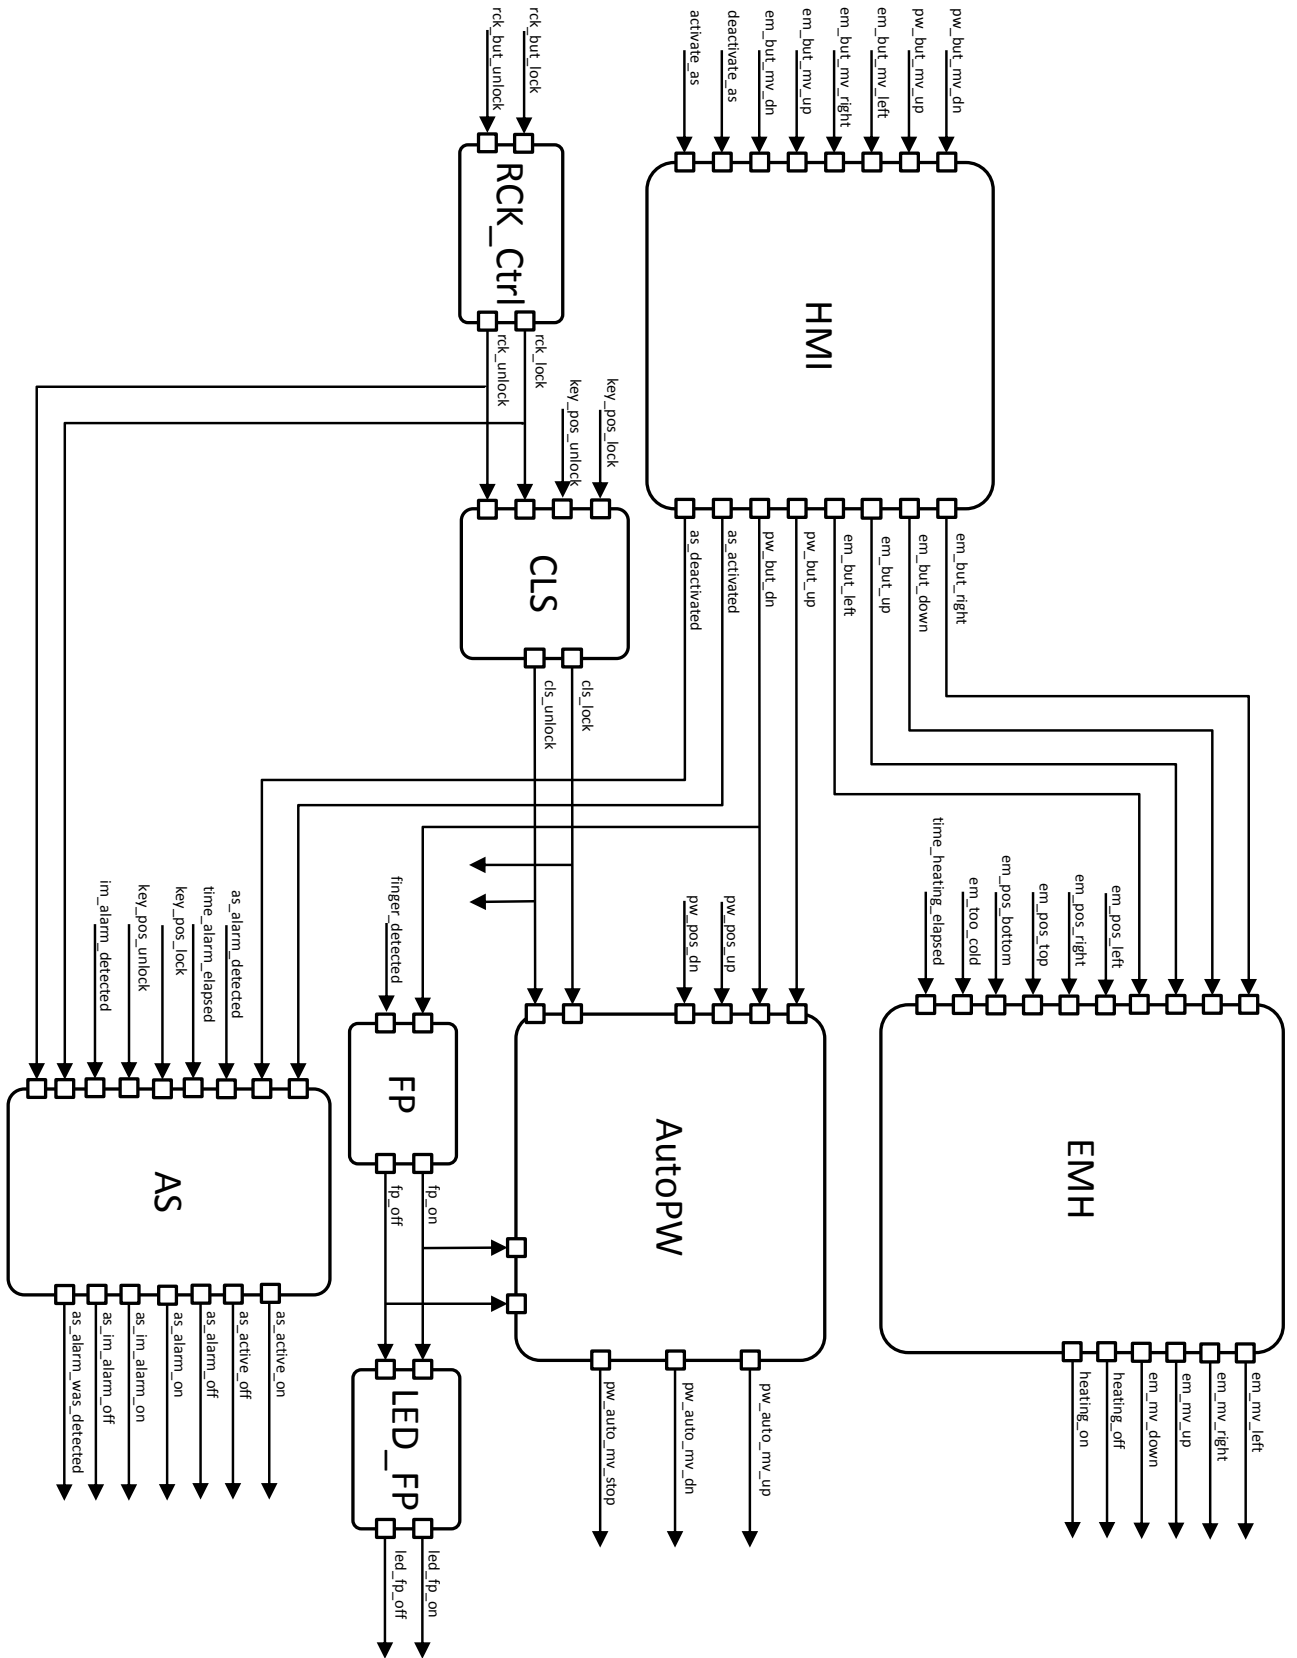 pw_but_mv_dn
pw_but_mv_up
em_but_mv_left
em_but_mv_right
em_but_mv_up
em_but_mv_dn
deactivate_as
activate_as
HMI
em_but_right
em_but_down
em_but_up
em_but_left
pw_but_up
pw_but_dn
as_activated
as_deactivated
rck_but_lock
rck_but_unlock
RCK_Ctrl
rck_lock
rck_unlock
key_pos_lock
key_pos_unlock
CLS
cls_lock
cls_unlock
em_pos_left
em_pos_right
em_pos_top
em_pos_bottom
em_too_cold
time_heating_elapsed
EMH
em_mv_left
em_mv_right
em_mv_up
em_mv_down
heating_off
heating_on
pw_pos_up
pw_pos_dn
AutoPW
pw_auto_mv_up
pw_auto_mv_dn
pw_auto_mv_stop
finger_detected
FP
fp_on
fp_off
LED_FP
led_fp_on
led_fp_off
as_alarm_detected
time_alarm_elapsed
key_pos_lock
key_pos_unlock
im_alarm_detected
AS
as_active_on
as_active_off
as_alarm_off
as_alarm_on
as_im_alarm_on
as_im_alarm_off
as_alarm_was_detected